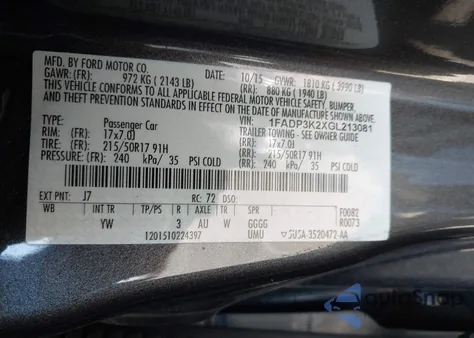 MFD. BY FORD MOTOR CO.
DATE: 10/15 GVWR: 1810 KG (3990 LB)
GAWR: (FR): 972 KG (2143 LB) (RR): 880 KG (1940 LB)
THIS VEHICLE CONFORMS TO ALL APPLICABLE FEDERAL MOTOR VEHICLE SAFETY, BUMPER,
AND THEFT PREVENTION STANDARDS IN EFFECT ON THE DATE OF MANUFACTURE SHOWN ABOVE.
VIN: 1FADP3K2XGL213081
TYPE: Passenger Car TRAILER TOWING - SEE OWNER GUIDE
RIM: (FR): 17x7.0J (RR): 17x7.0J
TIRE: (FR): 215/50R17 91H (RR): 215/50R17 91H
PRESSURE: (FR): 240 kPa/ 35 PSI COLD (RR): 240 kPa/ 35 PSI COLD
EXT PNT: J7 RC: 72 DSO:
WB INT TR TP/PS R AXLE TR SPR
F0082
YW 3 AU W GGGG
R0073
1201510224397 UMU 5USA-3520472-AA
autoSnap